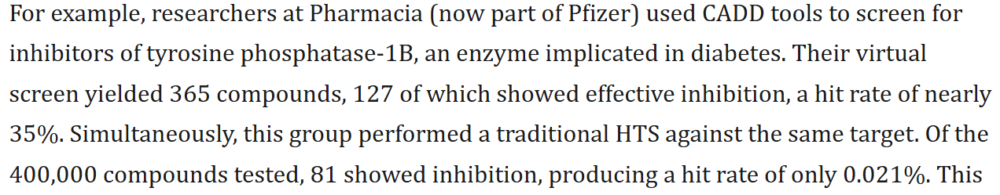 For example, researchers at Pharmacia (now part of Pfizer) used CADD tools to screen for
inhibitors of tyrosine phosphatase-1B, an enzyme implicated in diabetes. Their virtual
screen yielded 365 compounds, 127 of which showed effective inhibition, a hit rate of nearly
35%. Simultaneously, this group performed a traditional HTS against the same target. Of the
400,000 compounds tested, 81 showed inhibition, producing a hit rate of only 0.021%. This